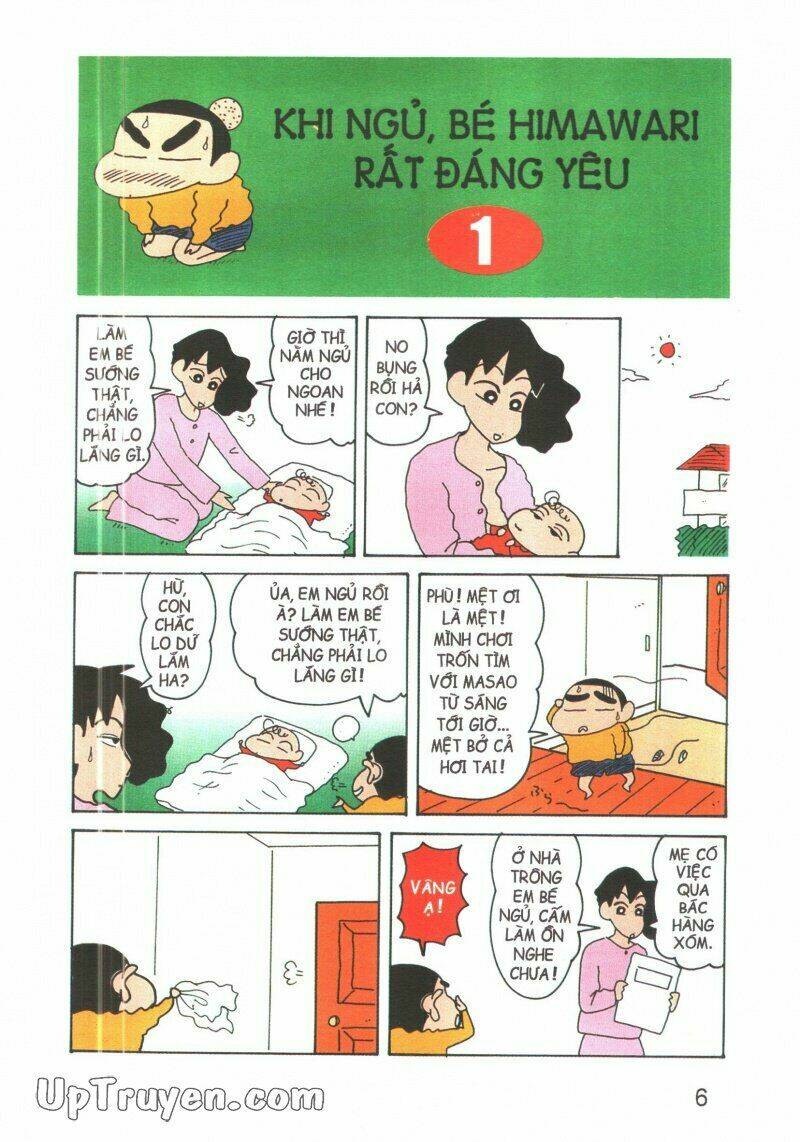 KHI NGỦ, BÉ HIMAWARI
RẤT ĐÁNG YÊU
1
NO
BỤNG
RỒI HẢ
CON?
GIỜ THÌ
NẰM NGỦ
CHO
NGOAN
NHÉ!
LÀM
EM BÉ
SƯỚNG
THẬT,
CHẲNG
PHẢI LO
LẮNG GÌ.
PHÙ! MỆT ƠI
LÀ MỆT!
MÌNH CHƠI
TRỐN TÌM
VỚI MASAO
TỪ SÁNG
TỚI GIỜ...
MỆT BỞ CẢ
HƠI TAI!
ỦA, EM NGỦ RỒI
À? LÀM EM BÉ
SƯỚNG THẬT,
CHẲNG PHẢI LO
LẮNG GÌ!
HỪ,
CON
CHẮC
LO DỮ
LẮM
HA?
MẸ CÓ
VIỆC
QUA
BÁC
HÀNG
XÓM.
Ở NHÀ
TRÔNG
EM BÉ
NGỦ, CẤM
LÀM ỒN
NGHE
CHƯA!
VÂNG
Ạ!
UpTruyen.com
6